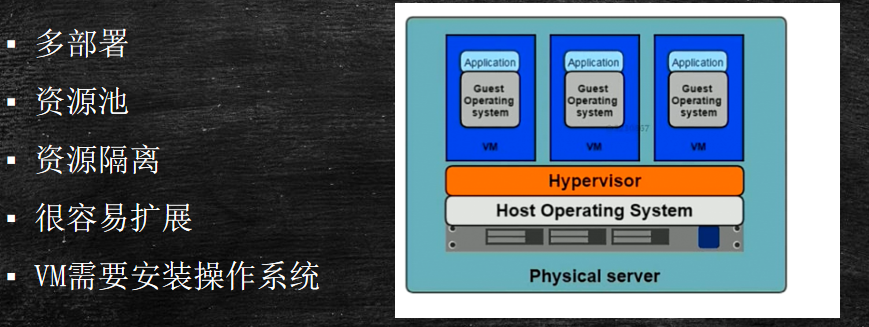 ▪ 多部署
▪ 资源池
▪ 资源隔离
▪ 很容易扩展
▪ VM需要安装操作系统
Application Application Application
Guest Operating system
Guest Operating system
Guest Operating system
VM VM VM
Hypervisor
Host Operating System
Physical server